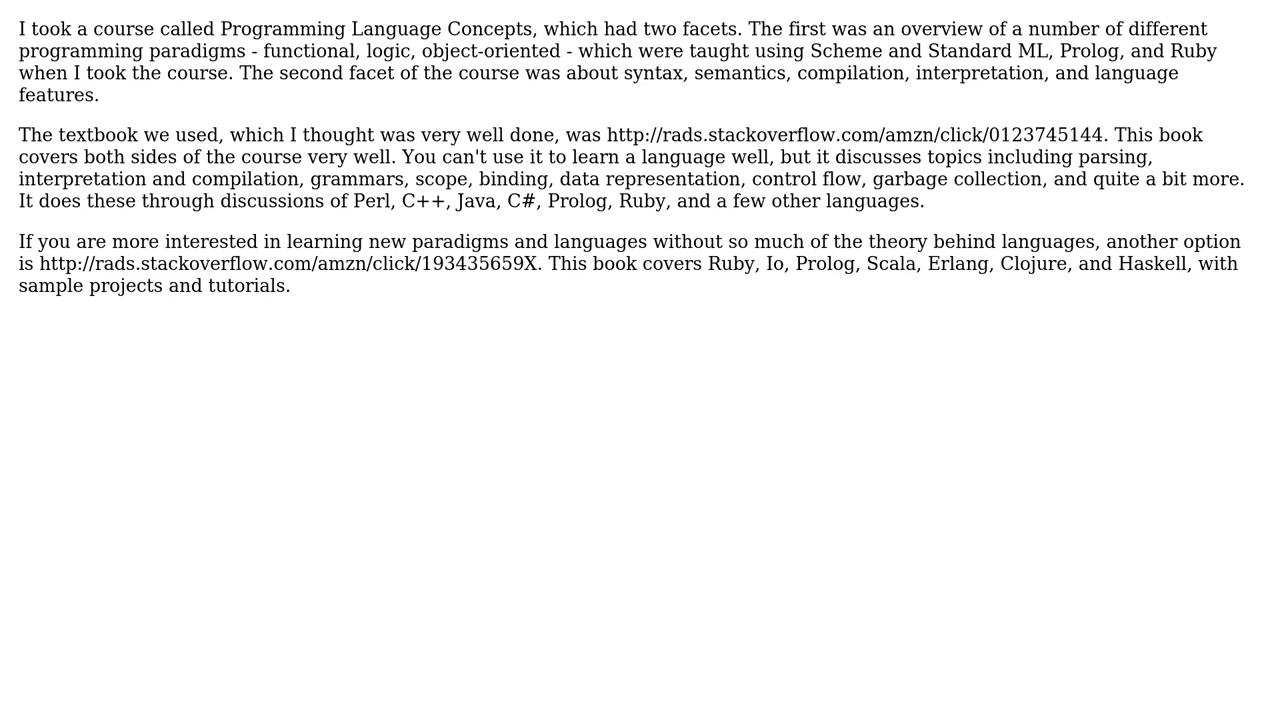 I took a course called Programming Language Concepts, which had two facets. The first was an overview of a number of different
programming paradigms - functional, logic, object-oriented - which were taught using Scheme and Standard ML, Prolog, and Ruby
when I took the course. The second facet of the course was about syntax, semantics, compilation, interpretation, and language
features.
The textbook we used, which I thought was very well done, was http://rads.stackoverflow.com/amzn/click/0123745144. This book
covers both sides of the course very well. You can't use it to learn a language well, but it discusses topics including parsing,
interpretation and compilation, grammars, scope, binding, data representation, control flow, garbage collection, and quite a bit more.
It does these through discussions of Perl, C++, Java, C#, Prolog, Ruby, and a few other languages.
If you are more interested in learning new paradigms and languages without so much of the theory behind languages, another option
is http://rads.stackoverflow.com/amzn/click/193435659X. This book covers Ruby, Io, Prolog, Scala, Erlang, Clojure, and Haskell, with
sample projects and tutorials.